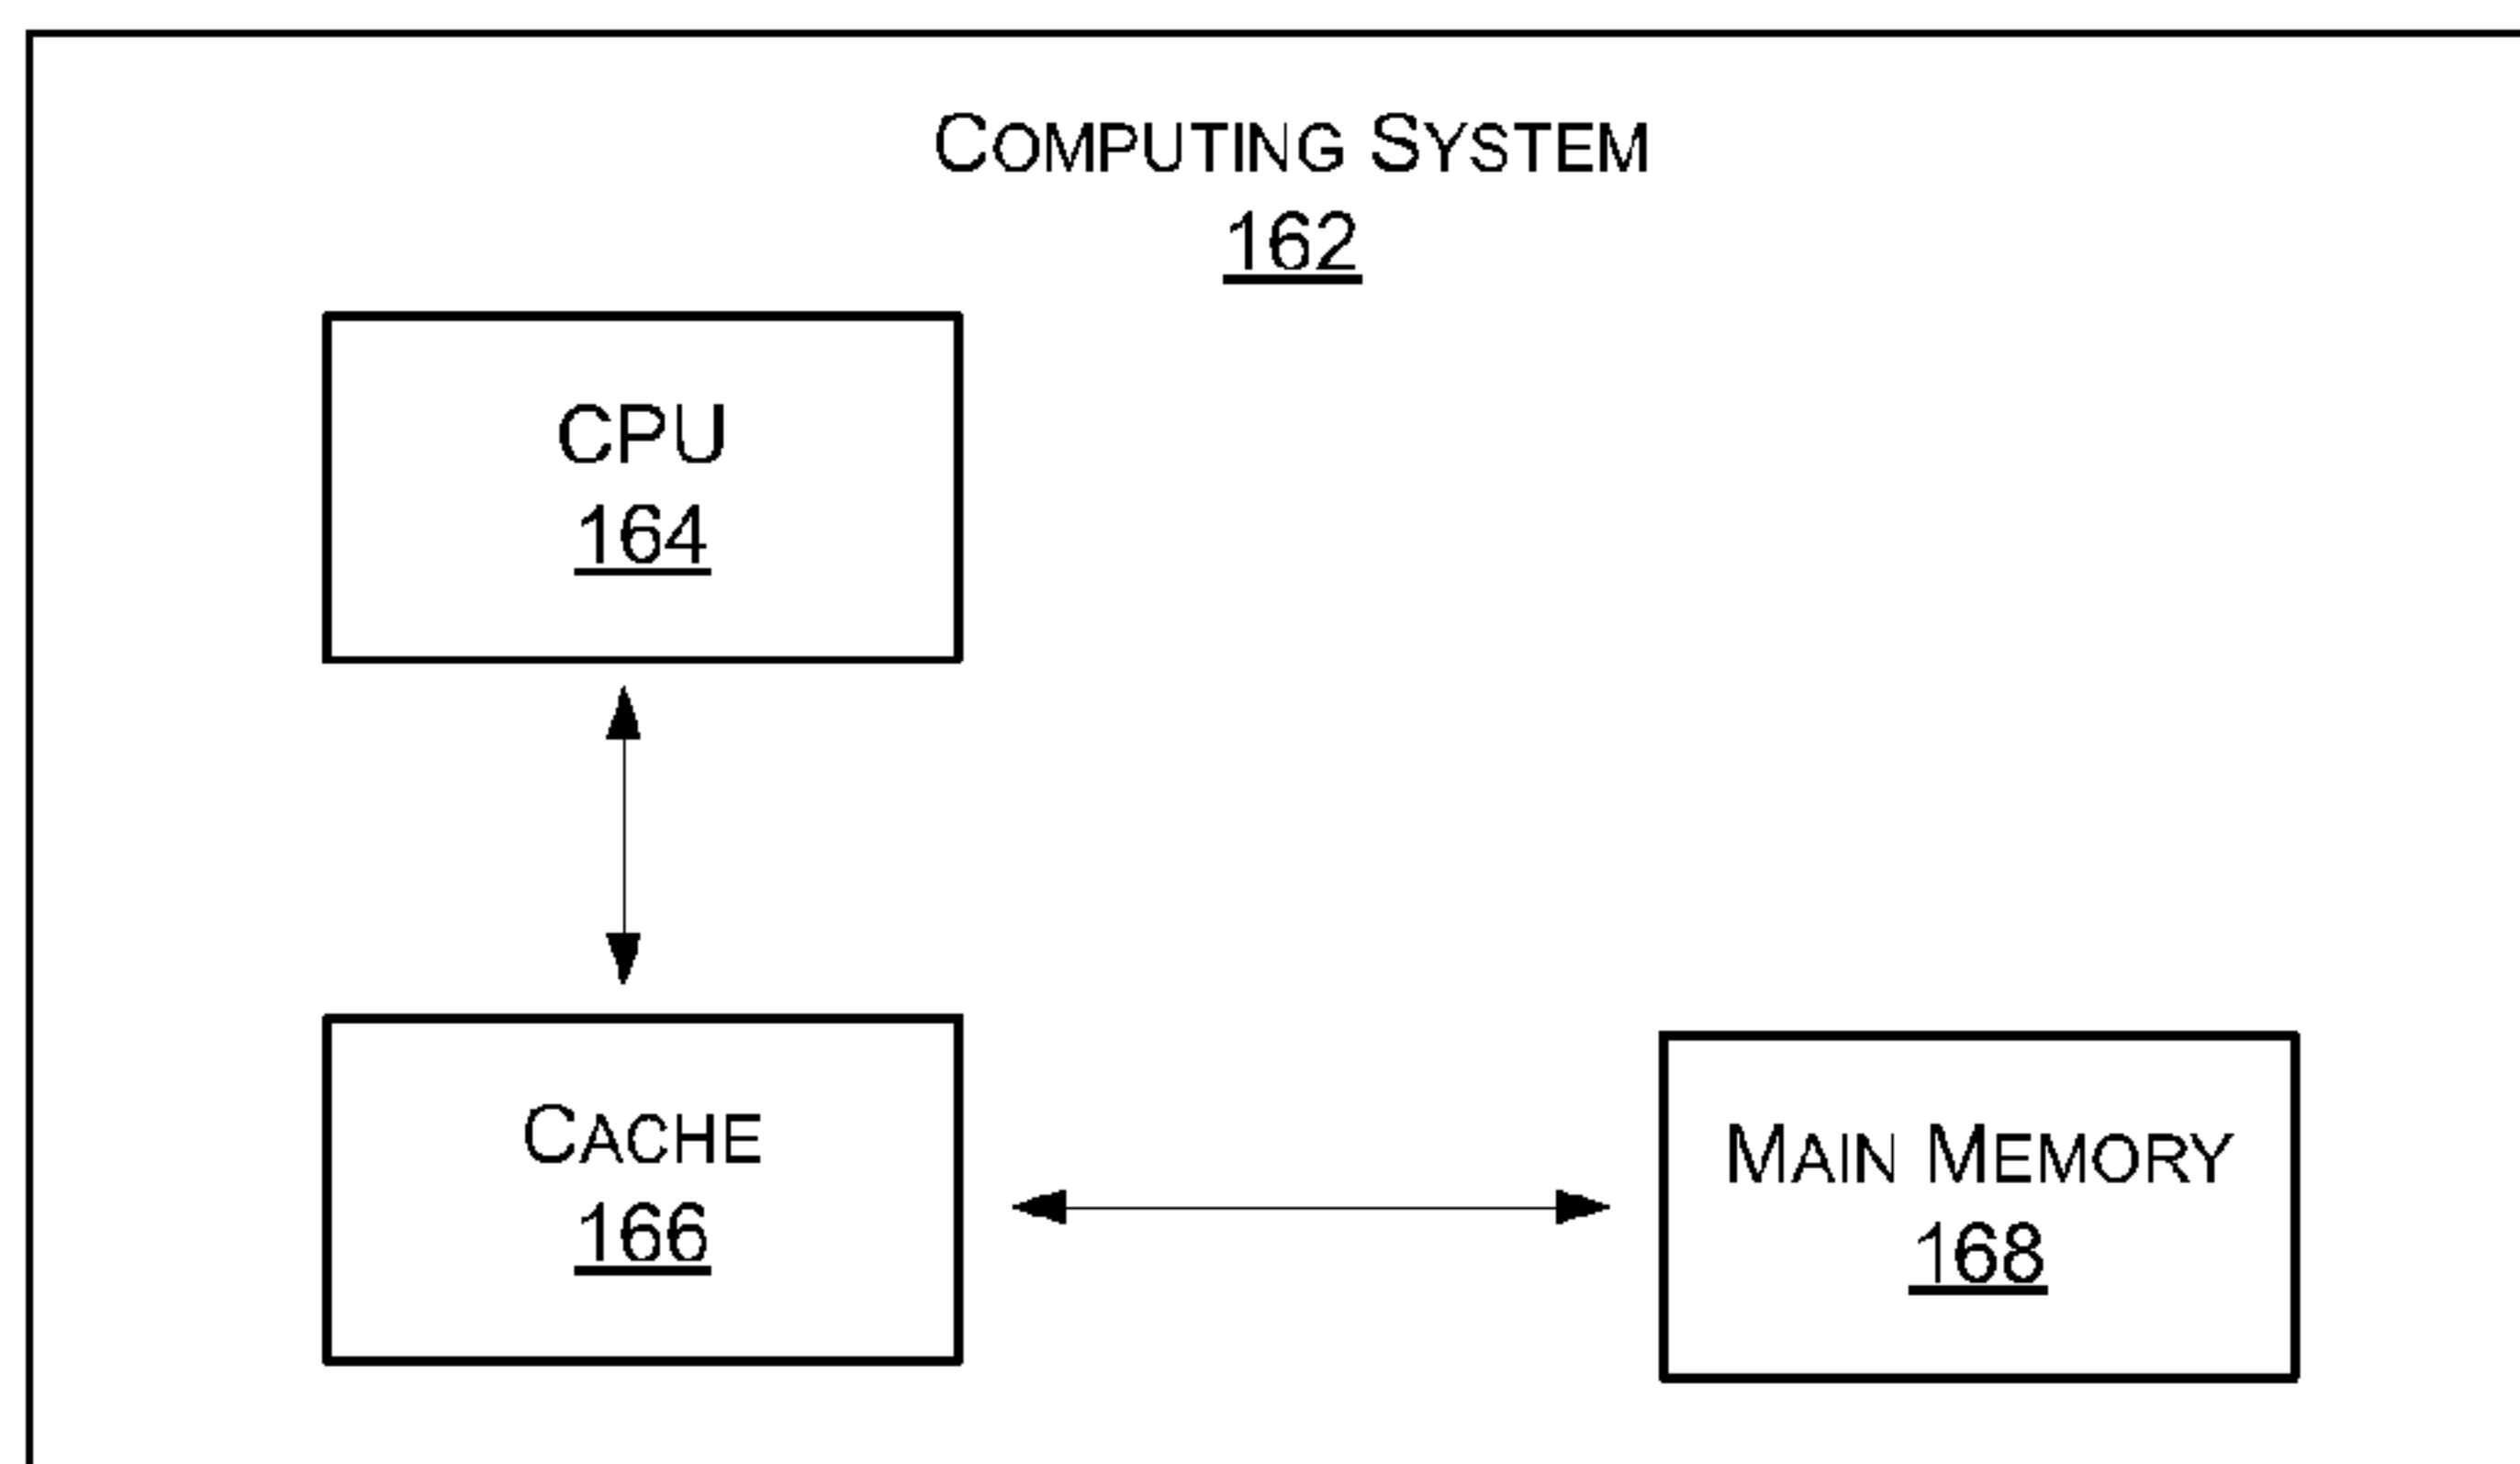 COMPUTING SYSTEM
162
CPU
164
CACHE
166
MAIN MEMORY
168